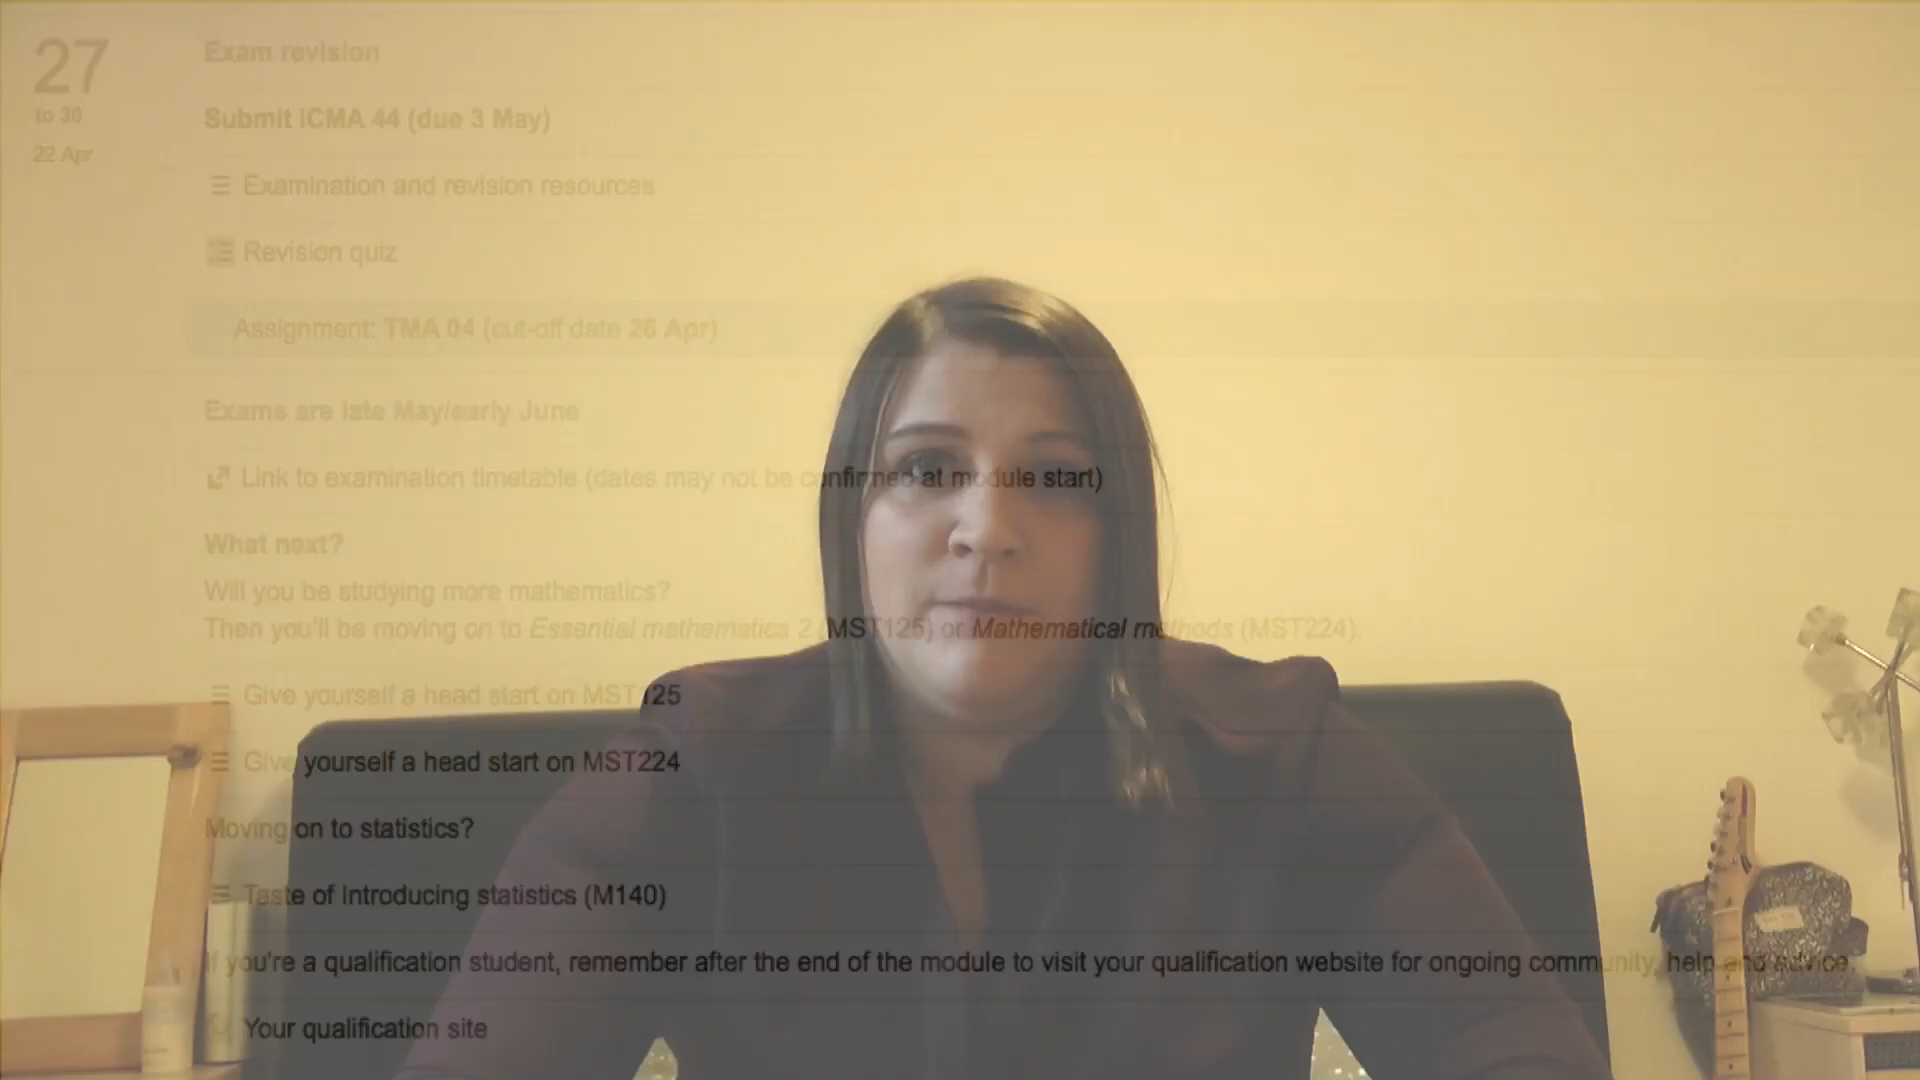 27
to 30
22 Apr
Exam revision
Submit iCMA 44 (due 3 May)
Examination and revision resources
Revision quiz
Assignment: TMA 04 (cut-off date 26 Apr)
Exams are late May/early June
Link to examination timetable (dates may not be confirmed at module start)
What next?
Will you be studying more mathematics?
Then you'll be moving on to Essential mathematics 2 (MST125) or Mathematical methods (MST224).
Give yourself a head start on MST125
Give yourself a head start on MST224
Moving on to statistics?
Taste of Introducing statistics (M140)
If you're a qualification student, remember after the end of the module to visit your qualification website for ongoing community, help and advice.
Your qualification site